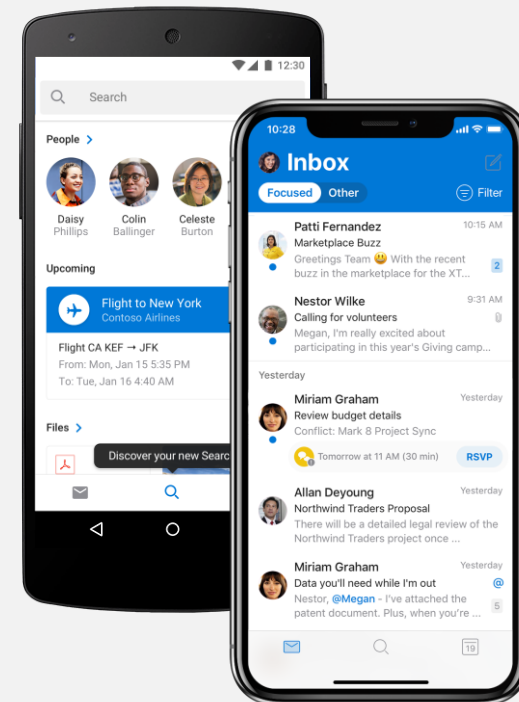 12:30
Search
People >
Daisy
Phillips
Colin
Ballinger
Celeste
Burton
Upcoming
Flight to New York
Contoso Airlines
Flight CA KEF → JFK
From: Mon, Jan 15 5:35 PM
To: Tue, Jan 16 4:40 AM
Files >
Discover your new Searc
10:28
Inbox
Focused Other
Filter
Patti Fernandez 10:15 AM
Marketplace Buzz
Greetings Team 😃 With the recent
buzz in the marketplace for the XT... 2
Nestor Wilke 9:31 AM
Calling for volunteers
Megan, I'm really excited about
participating in this year's Giving camp...
Yesterday
Miriam Graham Yesterday
Review budget details
Conflict: Mark 8 Project Sync
Tomorrow at 11 AM (30 min) RSVP
Allan Deyoung Yesterday
Northwind Traders Proposal
There will be a detailed legal review of the
Northwind Traders project once ...
Miriam Graham Yesterday
Data you'll need while I'm out @
Nestor, @Megan - I've attached the
patent document. Plus, when you're ... 5
19